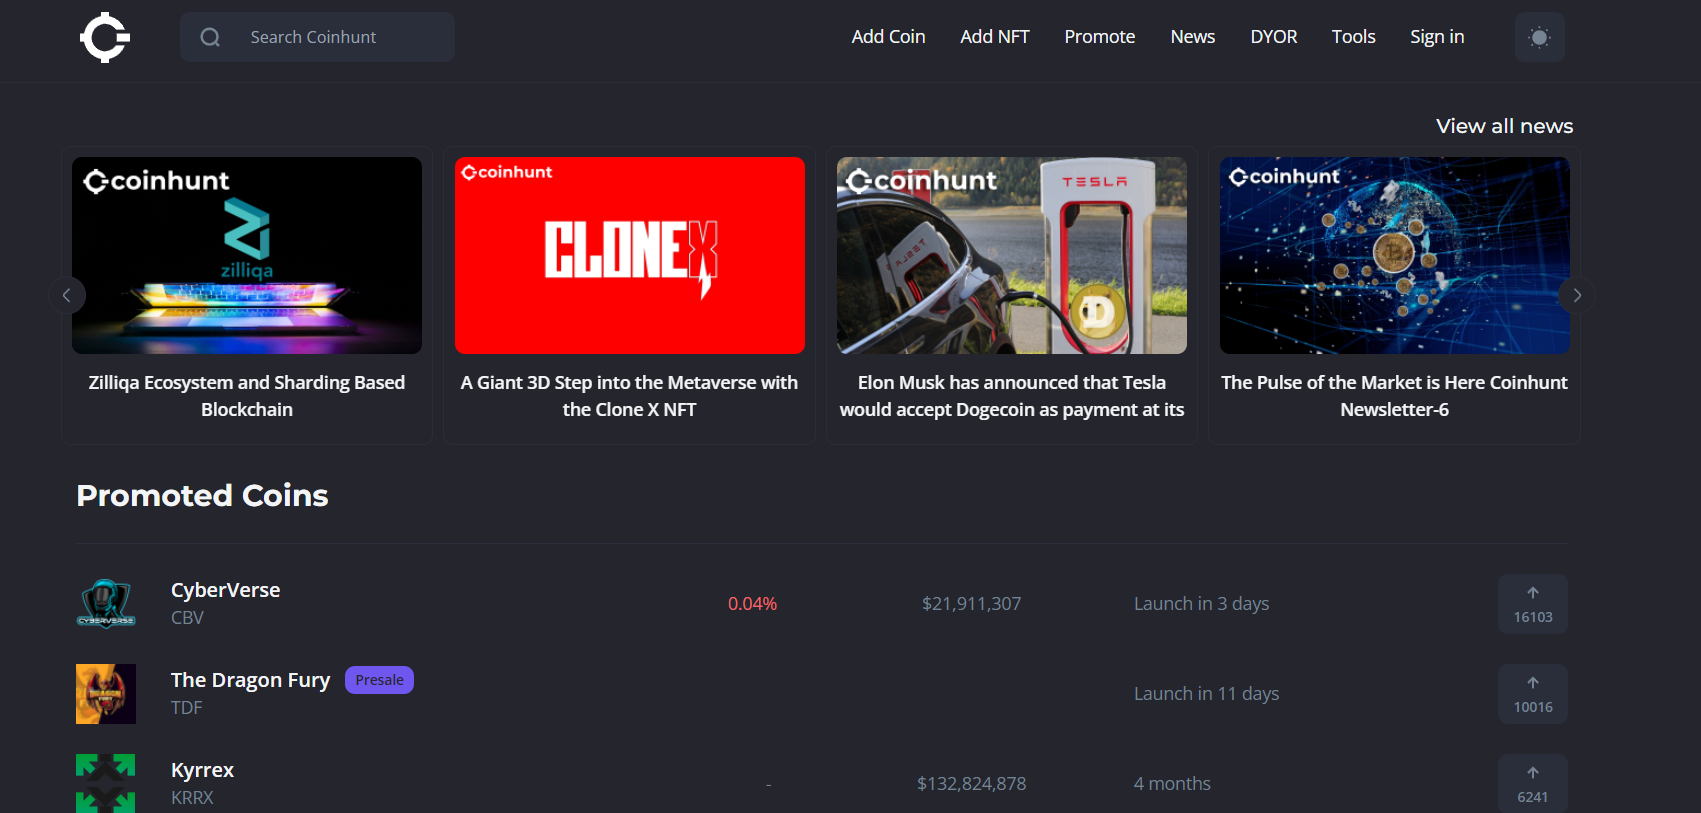 Search Coinhunt
Add Coin
Add NFT
Promote
News
DYOR
Tools
Sign in
View all news
coinhunt
zilliqa
Zilliqa Ecosystem and Sharding Based
Blockchain
coinhunt
CLONEX
A Giant 3D Step into the Metaverse with
the Clone X NFT
coinhunt
TESLA
TESLA
Elon Musk has announced that Tesla
would accept Dogecoin as payment at its
coinhunt
The Pulse of the Market is Here Coinhunt
Newsletter-6
Promoted Coins
CYBERVERSE
CyberVerse
CBV
0.04%
$21,911,307
Launch in 3 days
16103
DRAGON
FURY
The Dragon Fury
Presale
TDF
Launch in 11 days
10016
Kyrrex
KRRX
-
$132,824,878
4 months
6241